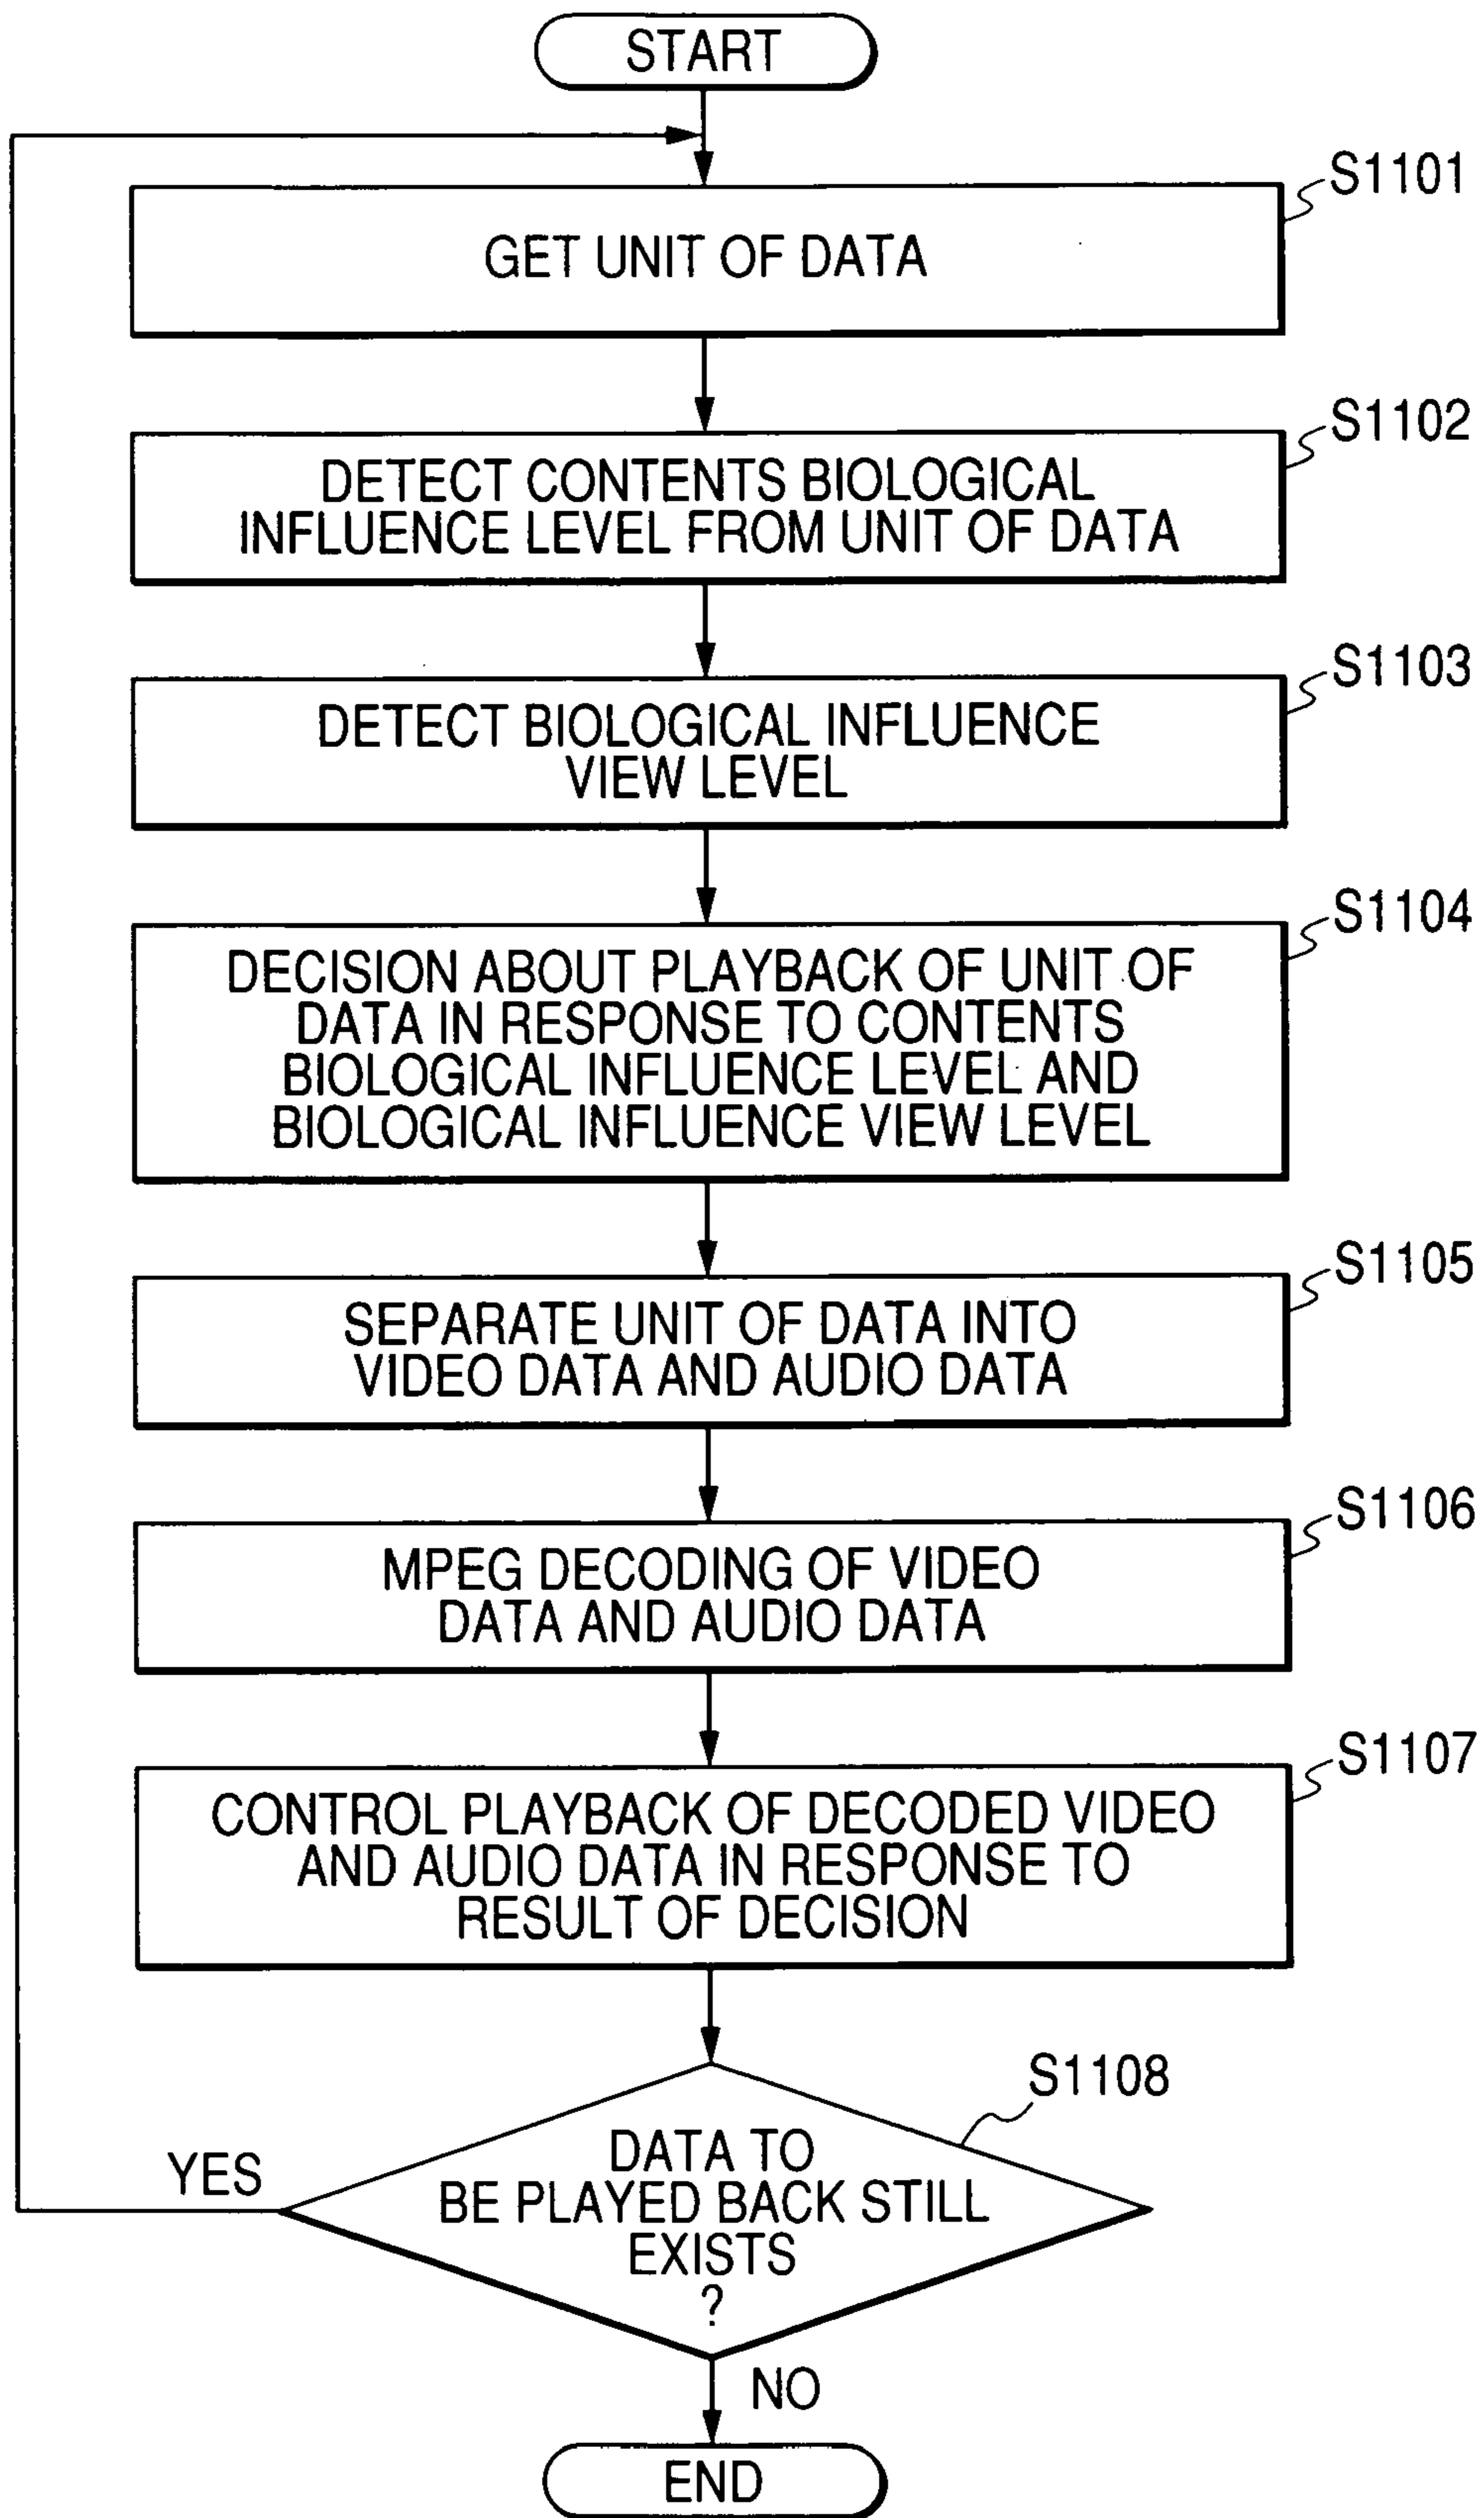 START
S1101
GET UNIT OF DATA
S1102
DETECT CONTENTS BIOLOGICAL
INFLUENCE LEVEL FROM UNIT OF DATA
S1103
DETECT BIOLOGICAL INFLUENCE
VIEW LEVEL
S1104
DECISION ABOUT PLAYBACK OF UNIT OF
DATA IN RESPONSE TO CONTENTS
BIOLOGICAL INFLUENCE LEVEL AND
BIOLOGICAL INFLUENCE VIEW LEVEL
S1105
SEPARATE UNIT OF DATA INTO
VIDEO DATA AND AUDIO DATA
S1106
MPEG DECODING OF VIDEO
DATA AND AUDIO DATA
S1107
CONTROL PLAYBACK OF DECODED VIDEO
AND AUDIO DATA IN RESPONSE TO
RESULT OF DECISION
S1108
DATA TO
BE PLAYED BACK STILL
EXISTS
?
YES
NO
END